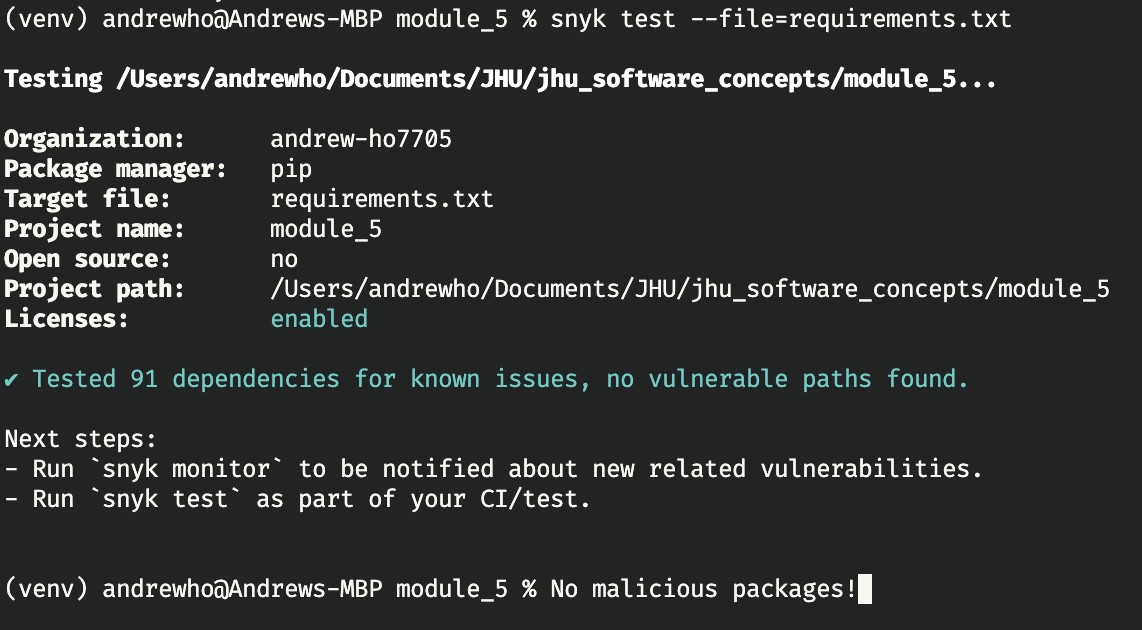 (venv) andrewho@Andrews-MBP module_5 % snyk test --file=requirements.txt
Testing /Users/andrewho/Documents/JHU/jhu_software_concepts/module_5...
Organization: andrew-ho7705
Package manager: pip
Target file: requirements.txt
Project name: module_5
Open source: no
Project path: /Users/andrewho/Documents/JHU/jhu_software_concepts/module_5
Licenses: enabled
✔ Tested 91 dependencies for known issues, no vulnerable paths found.
Next steps:
- Run `snyk monitor` to be notified about new related vulnerabilities.
- Run `snyk test` as part of your CI/test.
(venv) andrewho@Andrews-MBP module_5 % No malicious packages!